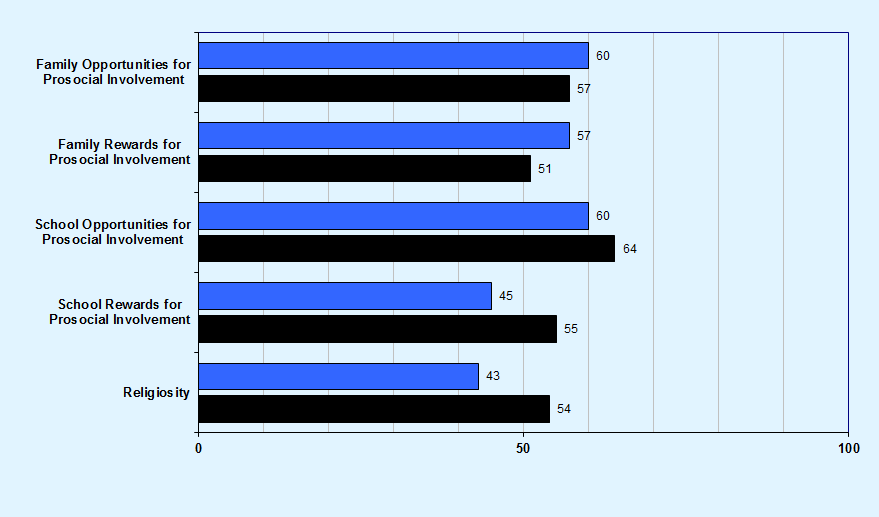 Family Opportunities for
Prosocial Involvement
60
57
Family Rewards for
Prosocial Involvement
57
51
School Opportunities for
Prosocial Involvement
60
64
School Rewards for
Prosocial Involvement
45
55
Religiosity
43
54
0 50 100